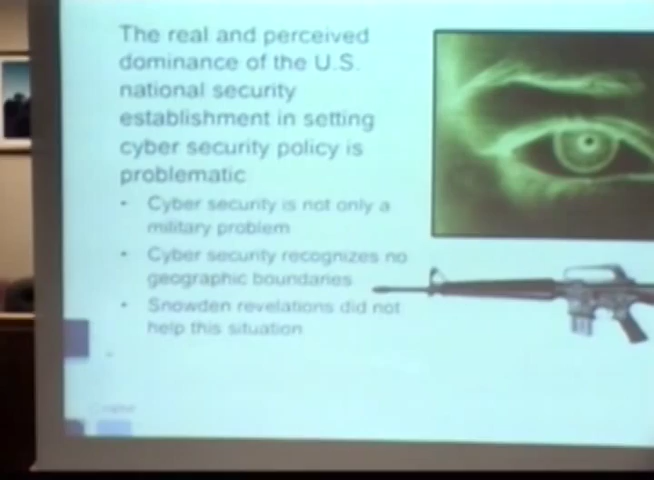 The real and perceived
dominance of the U.S.
national security
establishment in setting
cyber security policy is
problematic
• Cyber security is not only a
military problem
• Cyber security recognizes no
geographic boundaries
• Snowden revelations did not
help this situation